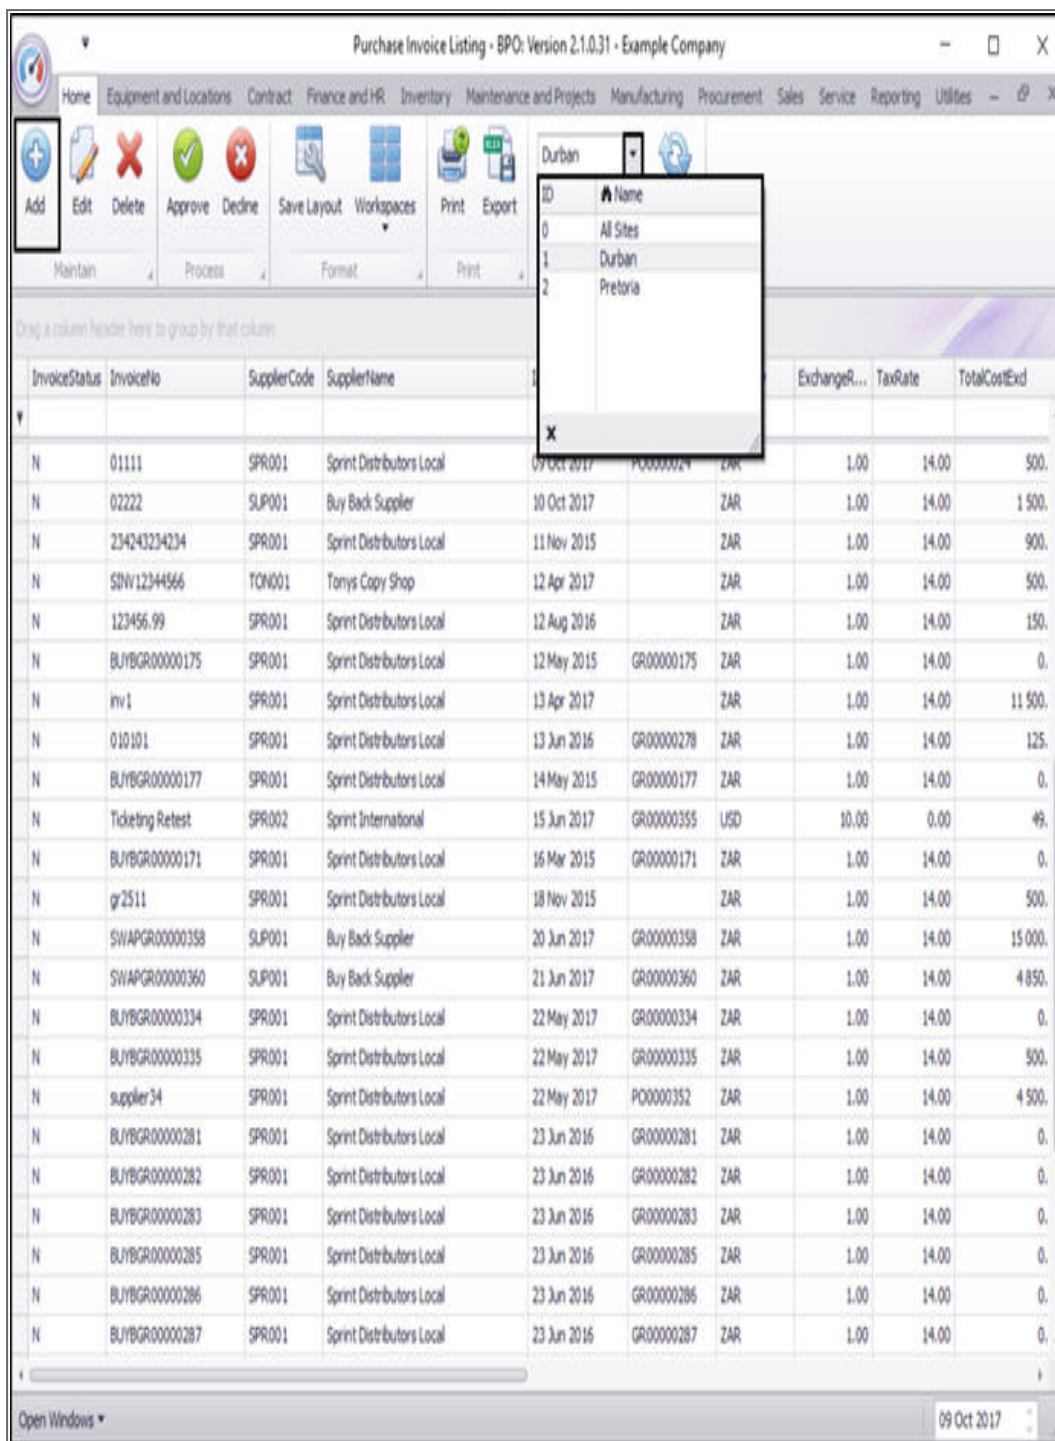 Purchase Invoice Listing - BPO: Version 2.1.0.31 - Example Company
Home Equipment and Locations Contract Finance and HR Inventory Maintenance and Projects Manufacturing Procurement Sales Service Reporting Utilities
Durban
Add Edit Delete Approve Decline Save Layout Workspaces Print Export
Maintain Process Format Print
ID Name
0 All Sites
1 Durban
2 Pretoria
Drag a column header here to group by that column
InvoiceStatus InvoiceNo SupplierCode SupplierName ExchangeR... TaxRate TotalCostExcl
N 01111 SPR001 Sprint Distributors Local 09 Oct 2017 PO0000024 ZAR 1.00 14.00 500.
N 02222 SUP001 Buy Back Supplier 10 Oct 2017 ZAR 1.00 14.00 1 500.
N 234243234234 SPR001 Sprint Distributors Local 11 Nov 2015 ZAR 1.00 14.00 900.
N SINV12344566 TON001 Tonys Copy Shop 12 Apr 2017 ZAR 1.00 14.00 500.
N 123456.99 SPR001 Sprint Distributors Local 12 Aug 2016 ZAR 1.00 14.00 150.
N BUYBGR00000175 SPR001 Sprint Distributors Local 12 May 2015 GR00000175 ZAR 1.00 14.00 0.
N inv1 SPR001 Sprint Distributors Local 13 Apr 2017 ZAR 1.00 14.00 11 500.
N 010101 SPR001 Sprint Distributors Local 13 Jun 2016 GR00000278 ZAR 1.00 14.00 125.
N BUYBGR00000177 SPR001 Sprint Distributors Local 14 May 2015 GR00000177 ZAR 1.00 14.00 0.
N Ticketing Retest SPR002 Sprint International 15 Jun 2017 GR00000355 USD 10.00 0.00 49.
N BUYBGR00000171 SPR001 Sprint Distributors Local 16 Mar 2015 GR00000171 ZAR 1.00 14.00 0.
N gr2511 SPR001 Sprint Distributors Local 18 Nov 2015 ZAR 1.00 14.00 500.
N SWAPGR00000358 SUP001 Buy Back Supplier 20 Jun 2017 GR00000358 ZAR 1.00 14.00 15 000.
N SWAPGR00000360 SUP001 Buy Back Supplier 21 Jun 2017 GR00000360 ZAR 1.00 14.00 4 850.
N BUYBGR00000334 SPR001 Sprint Distributors Local 22 May 2017 GR00000334 ZAR 1.00 14.00 0.
N BUYBGR00000335 SPR001 Sprint Distributors Local 22 May 2017 GR00000335 ZAR 1.00 14.00 500.
N supplier34 SPR001 Sprint Distributors Local 22 May 2017 PO0000352 ZAR 1.00 14.00 4 500.
N BUYBGR00000281 SPR001 Sprint Distributors Local 23 Jun 2016 GR00000281 ZAR 1.00 14.00 0.
N BUYBGR00000282 SPR001 Sprint Distributors Local 23 Jun 2016 GR00000282 ZAR 1.00 14.00 0.
N BUYBGR00000283 SPR001 Sprint Distributors Local 23 Jun 2016 GR00000283 ZAR 1.00 14.00 0.
N BUYBGR00000285 SPR001 Sprint Distributors Local 23 Jun 2016 GR00000285 ZAR 1.00 14.00 0.
N BUYBGR00000286 SPR001 Sprint Distributors Local 23 Jun 2016 GR00000286 ZAR 1.00 14.00 0.
N BUYBGR00000287 SPR001 Sprint Distributors Local 23 Jun 2016 GR00000287 ZAR 1.00 14.00 0.
Open Windows 09 Oct 2017